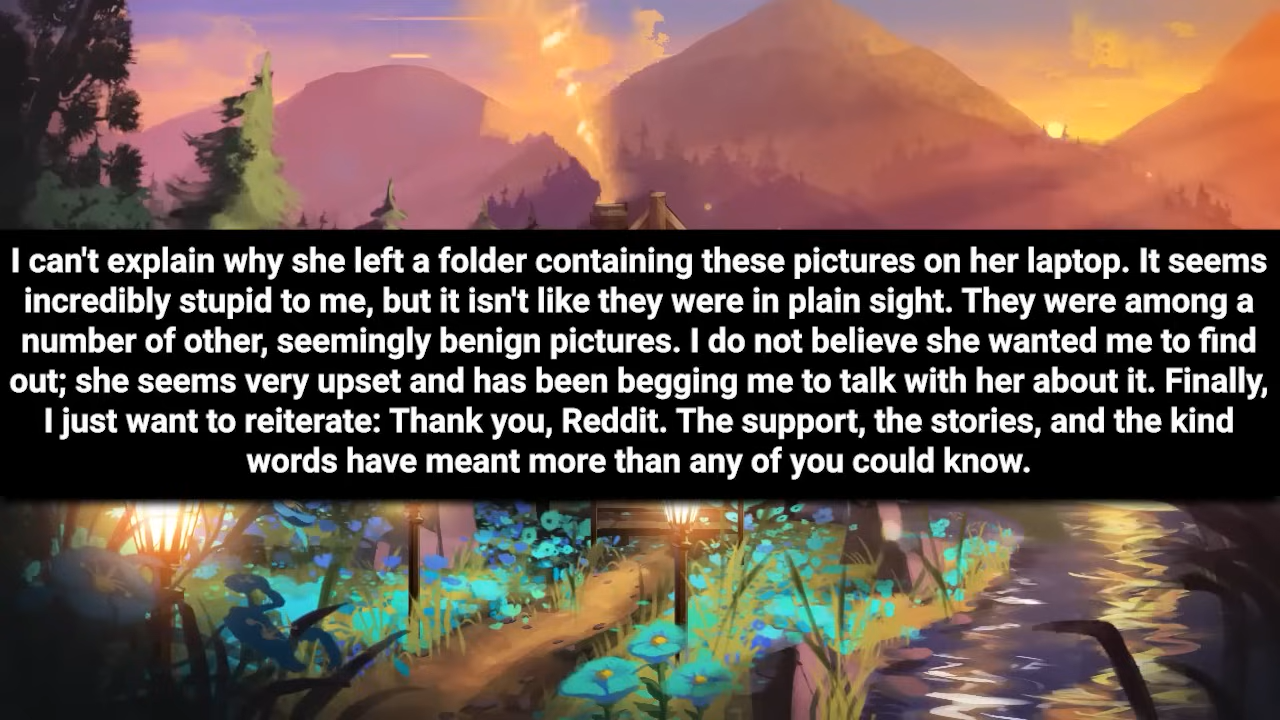 I can't explain why she left a folder containing these pictures on her laptop. It seems
incredibly stupid to me, but it isn't like they were in plain sight. They were among a
number of other, seemingly benign pictures. I do not believe she wanted me to find
out; she seems very upset and has been begging me to talk with her about it. Finally,
I just want to reiterate: Thank you, Reddit. The support, the stories, and the kind
words have meant more than any of you could know.